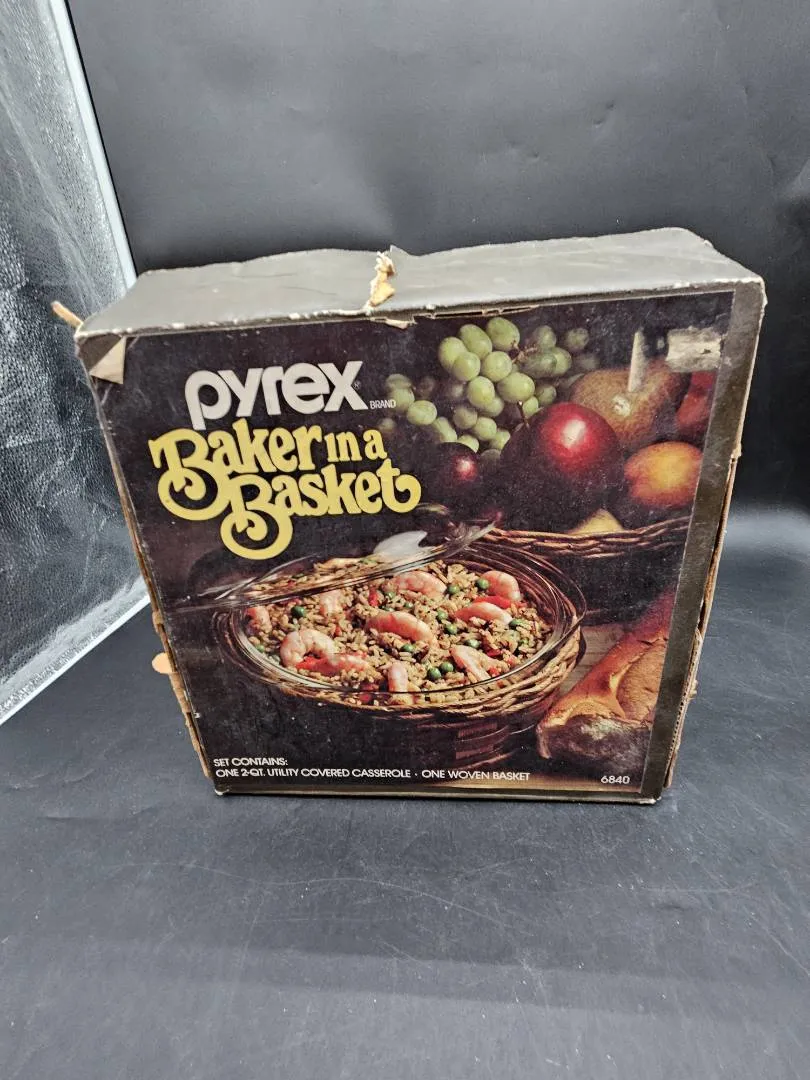 pyrex® BRAND
Baker in a
Basket
SET CONTAINS:
ONE 2-QT. UTILITY COVERED CASSEROLE · ONE WOVEN BASKET
6840